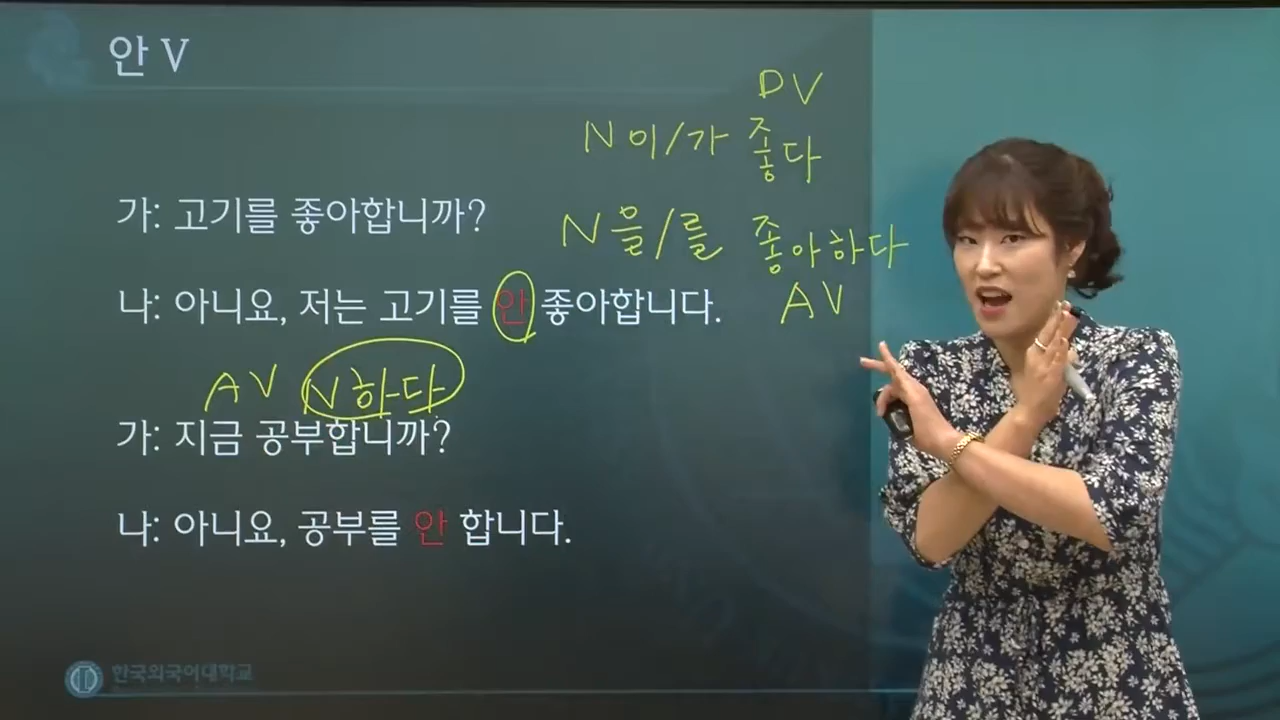 안 V
DV
N 이/가 좋다
가: 고기를 좋아합니까?
N 을/를 좋아하다
나: 아니요, 저는 고기를 안 좋아합니다.
AV
AV N하다
가: 지금 공부합니까?
나: 아니요, 공부를 안 합니다.
한국외국어대학교